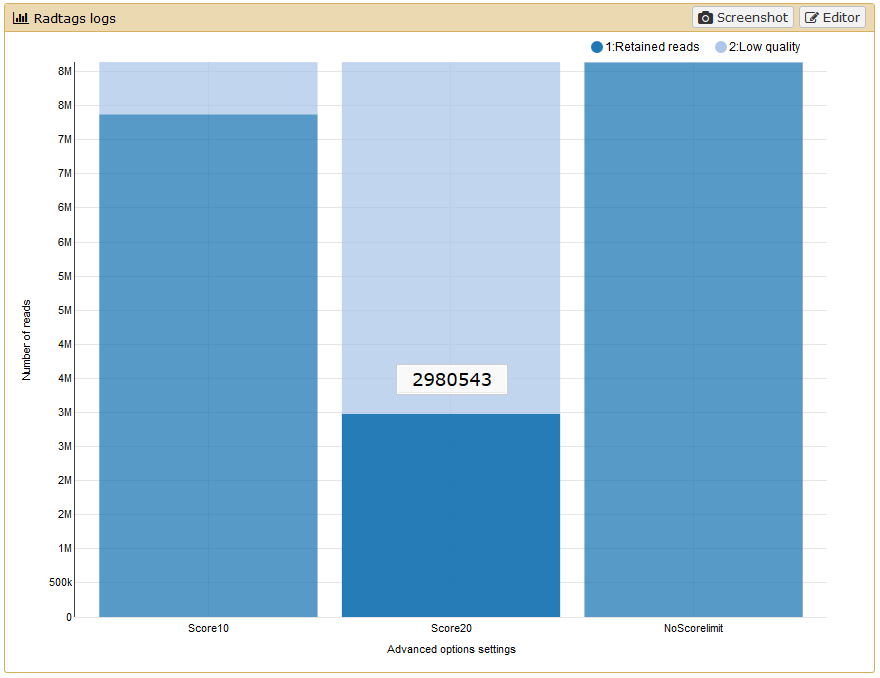 Radtags logs
Screenshot
Editor
1:Retained reads
2:Low quality
8M
8M
7M
7M
6M
6M
5M
5M
4M
4M
3M
3M
2M
2M
1M
500k
0
Number of reads
2980543
Score10
Score20
NoScorelimit
Advanced options settings